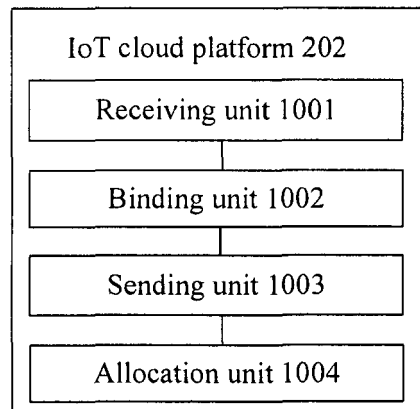 IoT cloud platform 202
Receiving unit 1001
Binding unit 1002
Sending unit 1003
Allocation unit 1004